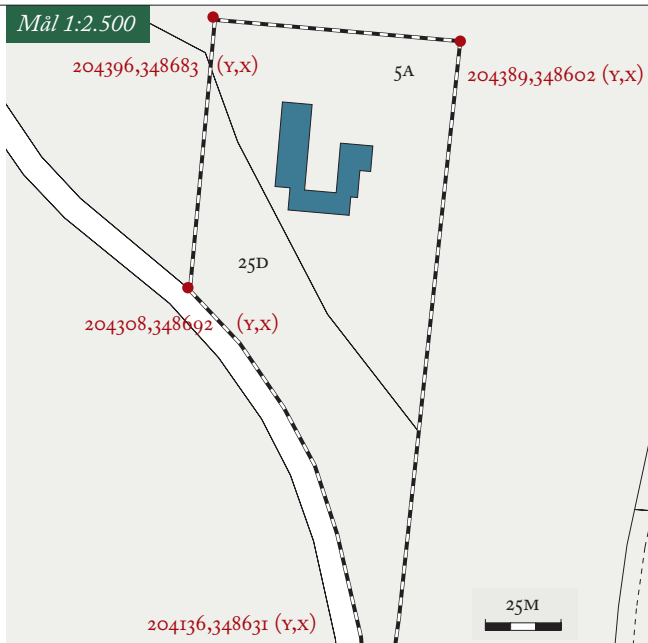 Mål 1:2.500
204396,348683 (Y,X)
5A
204389,348602 (Y,X)
25D
204308,348692 (Y,X)
204136,348631 (Y,X)
25M